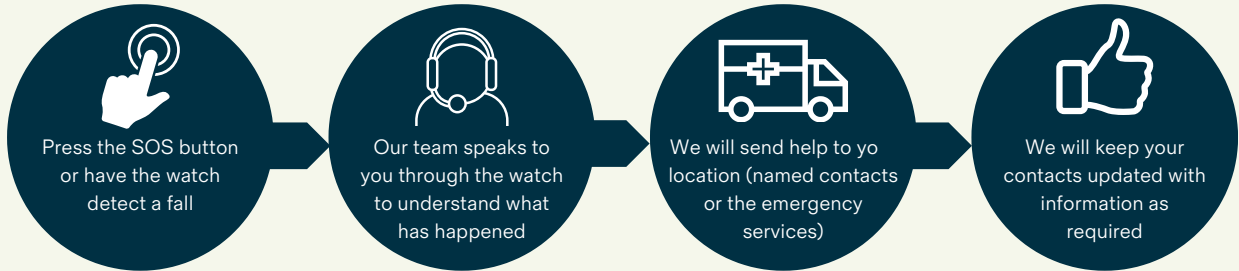 Press the SOS button
or have the watch
detect a fall
Our team speaks to
you through the watch
to understand what
has happened
We will send help to yo
location (named contacts
or the emergency
services)
We will keep your
contacts updated with
information as
required